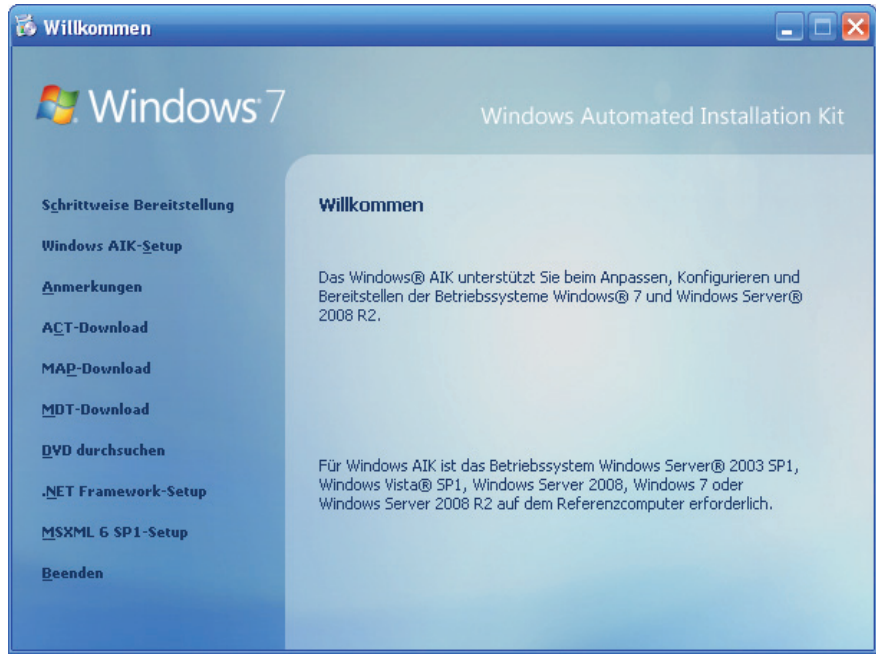 Willkommen
Windows 7
Windows Automated Installation Kit
Schrittweise Bereitstellung
Windows AIK-Setup
Anmerkungen
ACT-Download
MAP-Download
MDT-Download
DVD durchsuchen
.NET Framework-Setup
MSXML 6 SP1-Setup
Beenden
Willkommen
Das Windows® AIK unterstützt Sie beim Anpassen, Konfigurieren und
Bereitstellen der Betriebssysteme Windows® 7 und Windows Server®
2008 R2.
Für Windows AIK ist das Betriebssystem Windows Server® 2003 SP1,
Windows Vista® SP1, Windows Server 2008, Windows 7 oder
Windows Server 2008 R2 auf dem Referenzcomputer erforderlich.